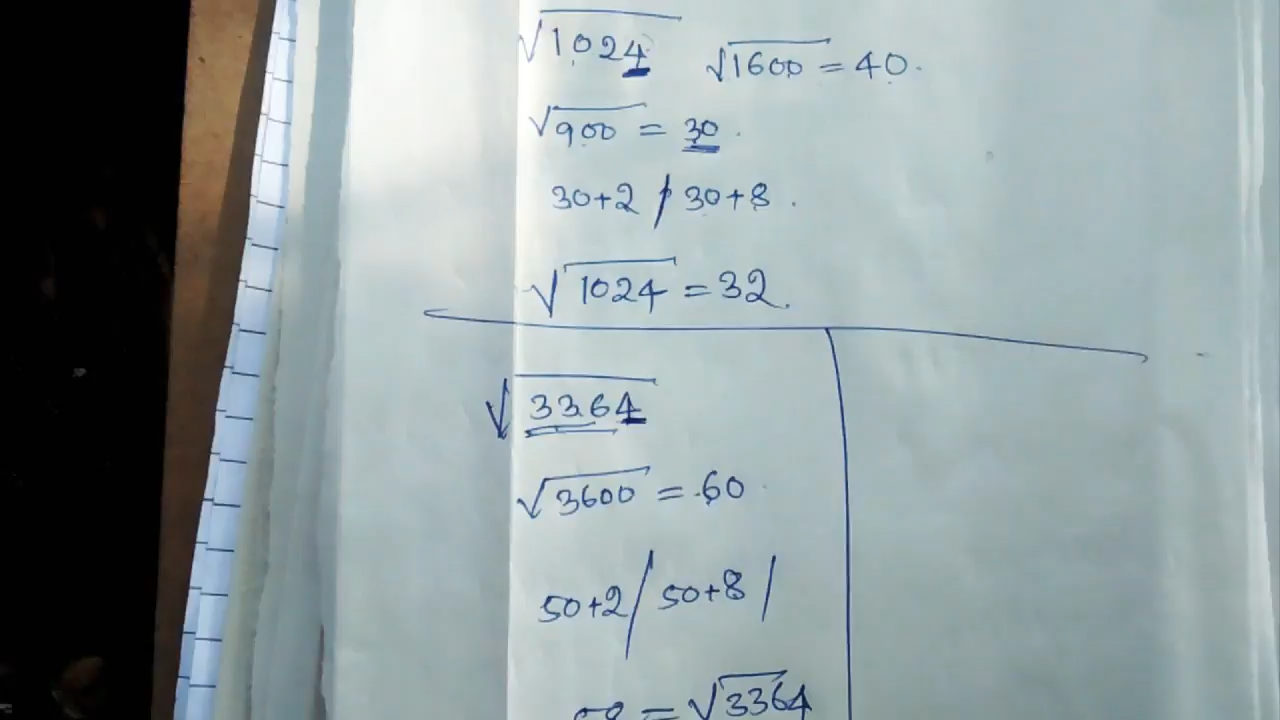 √1024 √1600 = 40.
√900 = 30.
30+2 / 30+8.
√1024 = 32.
√3364
√3600 = 60
50+2 / 50+8 /
58 = √3364